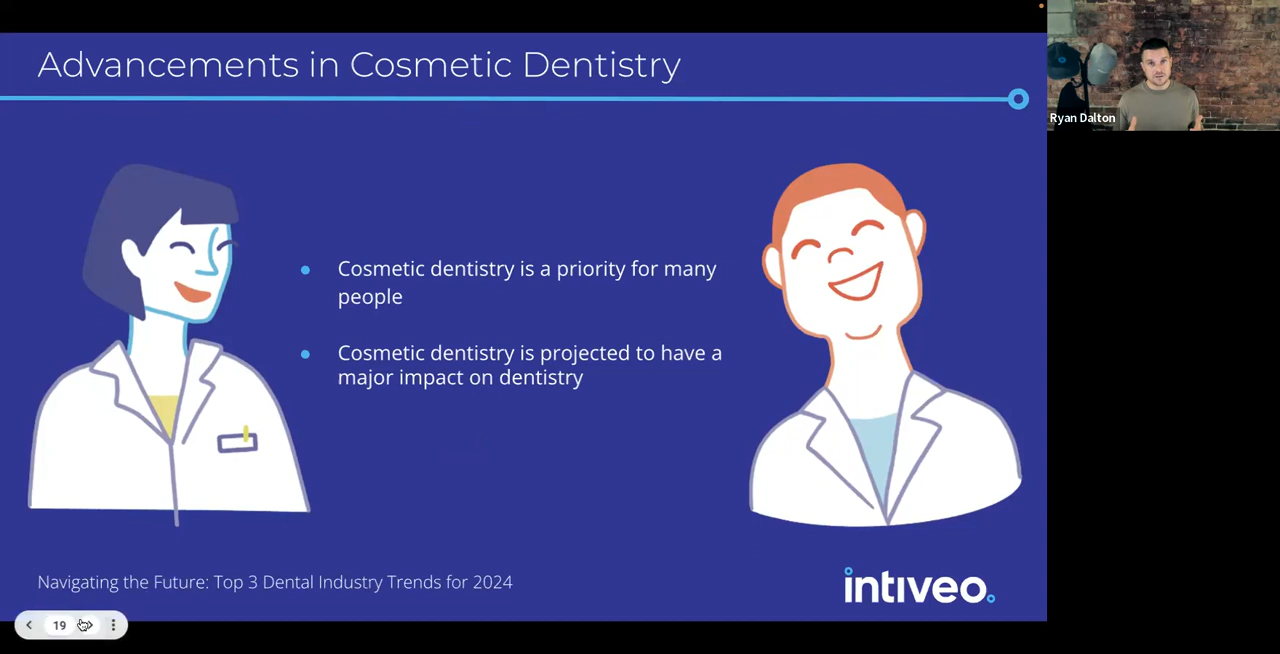 Advancements in Cosmetic Dentistry
Ryan Dalton
Cosmetic dentistry is a priority for many
people
Cosmetic dentistry is projected to have a
major impact on dentistry
Navigating the Future: Top 3 Dental Industry Trends for 2024
intiveo
19